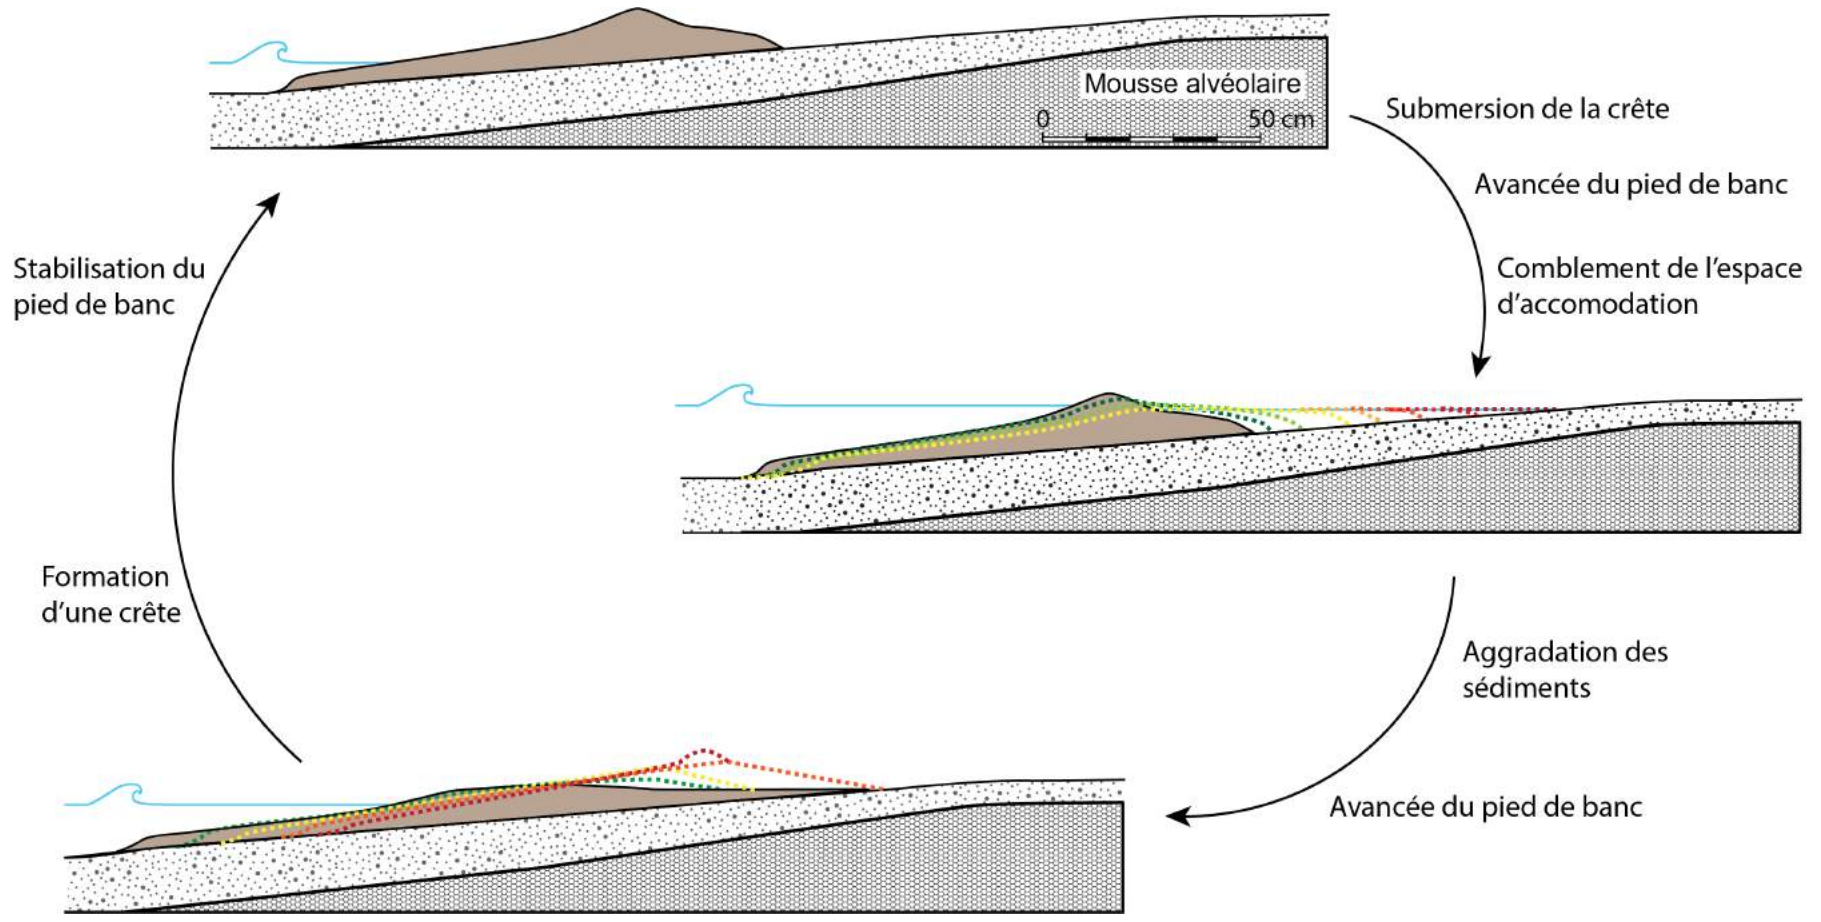 Mousse alvéolaire
0 50 cm
Submersion de la crête
Avancée du pied de banc
Comblement de l'espace
d'accomodation
Aggradation des
sédiments
Avancée du pied de banc
Formation
d'une crête
Stabilisation du
pied de banc